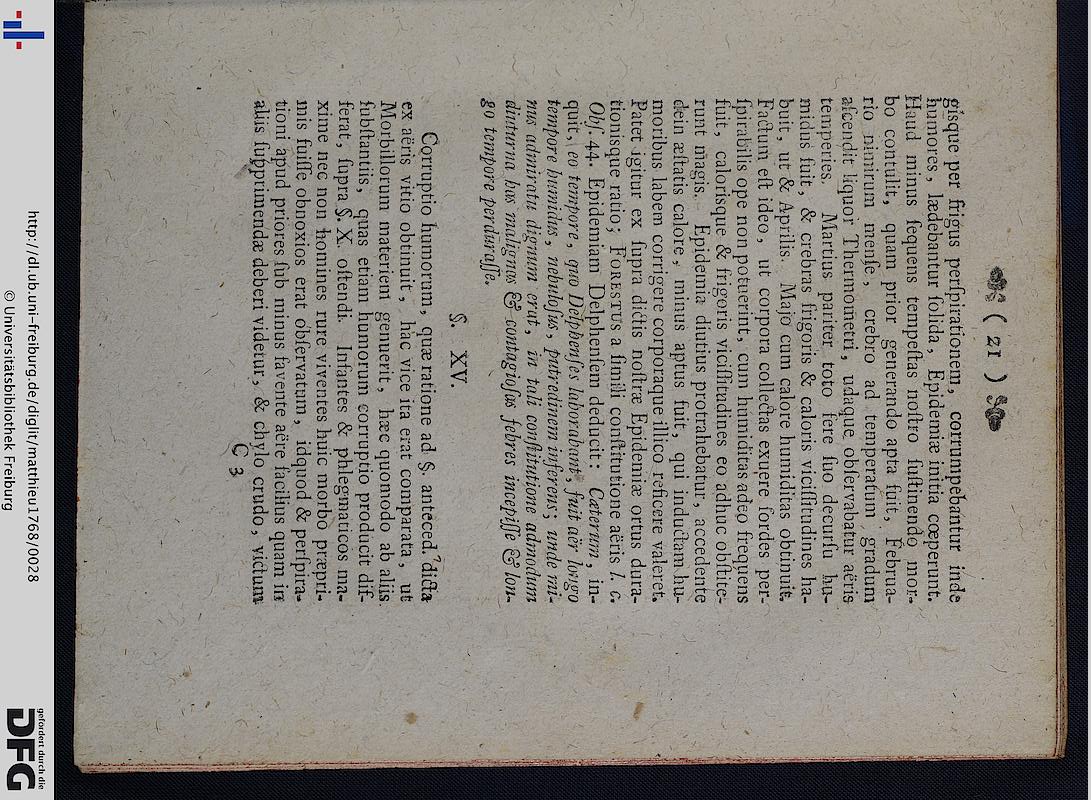 ( 21 )
gisque per frigus perſpirationem, corrumpebantur inde
humores, lædebantur ſolida, Epidemiæ initia cœperunt.
Haud minus ſequens tempeſtas noſtro ſuſtinendo mor-
bo contulit, quam prior generando apta fuit, Februa-
rio nimirum menſe, crebro ad temperatum gradum
aſcendit liquor Thermometri, udaque obſervabatur aëris
temperies. Martius pariter toto fere ſuo decurſu hu-
midus fuit, & crebras frigoris & caloris viciſſitudines ha-
buit, ut & Aprilis. Majo cum calore humiditas obtinuit.
Factum eſt ideo, ut corpora collectas exuere ſordes per-
ſpirabilis ope non potuerint, cum humiditas adeo frequens
fuit, caloriſque & frigoris viciſſitudines eo adhuc obſtite-
runt magis. Epidemia diutius protrahebatur, accedente
dein æſtatis calore, minus aptus fuit, qui inductam hu-
moribus labem corrigere corporaque illico reficere valeret.
Patet igitur ex ſupra dictis noſtræ Epidemiæ ortus dura-
tionisque ratio; FORESTUS a ſimili conſtitutione aëris l. c.
Obſ. 44. Epidemiam Delphenſem deducit: Cæterum, in-
quit, eo tempore, quo Delphenſes laborabant, fuit aër longo
tempore humidus, nebuloſus, putredinem inferens; unde mi-
nus admiratu dignum erat, in tali conſtitutione admodum
diuturna has malignas & contagioſas febres incepiſſe & lon-
go tempore perduraſſe.
§. XV.
Corruptio humorum, quæ ratione ad §. anteced. dicta
ex aëris vitio obtinuit, hac vice ita erat comparata, ut
Morbillorum materiem genuerit, hæc quomodo ab aliis
ſubſtantiis, quas etiam humorum corruptio producit dif-
ferat, ſupra §. X. oſtendi. Infantes & phlegmaticos ma-
xime nec non homines rure viventes huic morbo præpri-
mis fuiſſe obnoxios erat obſervatum, idquod & perſpira-
tioni apud priores ſub minus favente aëre facilius quam in
aliis ſupprimendæ deberi videtur, & chylo crudo, victum
C 3
http://dl.ub.uni-freiburg.de/diglit/matthieu1768/0028
© Universitätsbibliothek Freiburg
gefördert durch die
DFG